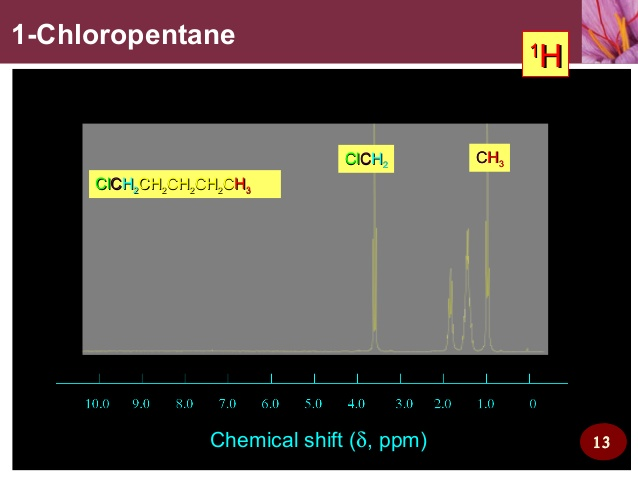 1-Chloropentane
¹H
ClCH₂
CH₃
ClCH₂CH₂CH₂CH₂CH₃
10.0 9.0 8.0 7.0 6.0 5.0 4.0 3.0 2.0 1.0 0
Chemical shift (δ, ppm)
13